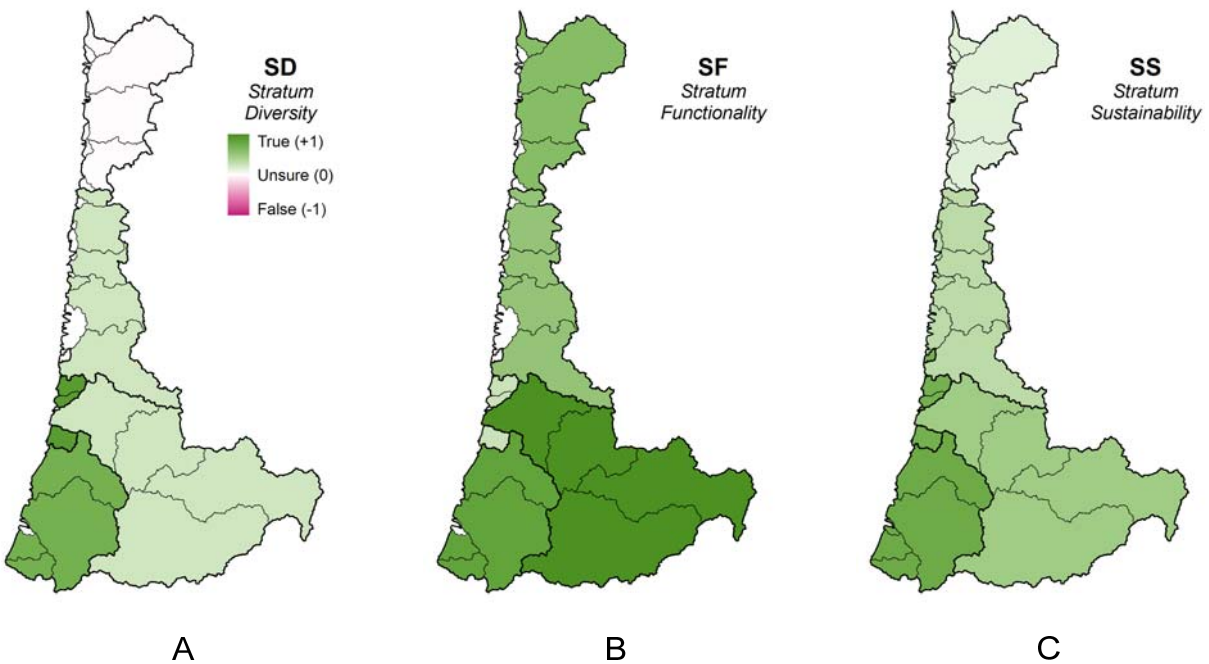 SD
Stratum
Diversity
True (+1)
Unsure (0)
False (-1)
SF
Stratum
Functionality
SS
Stratum
Sustainability
A
B
C